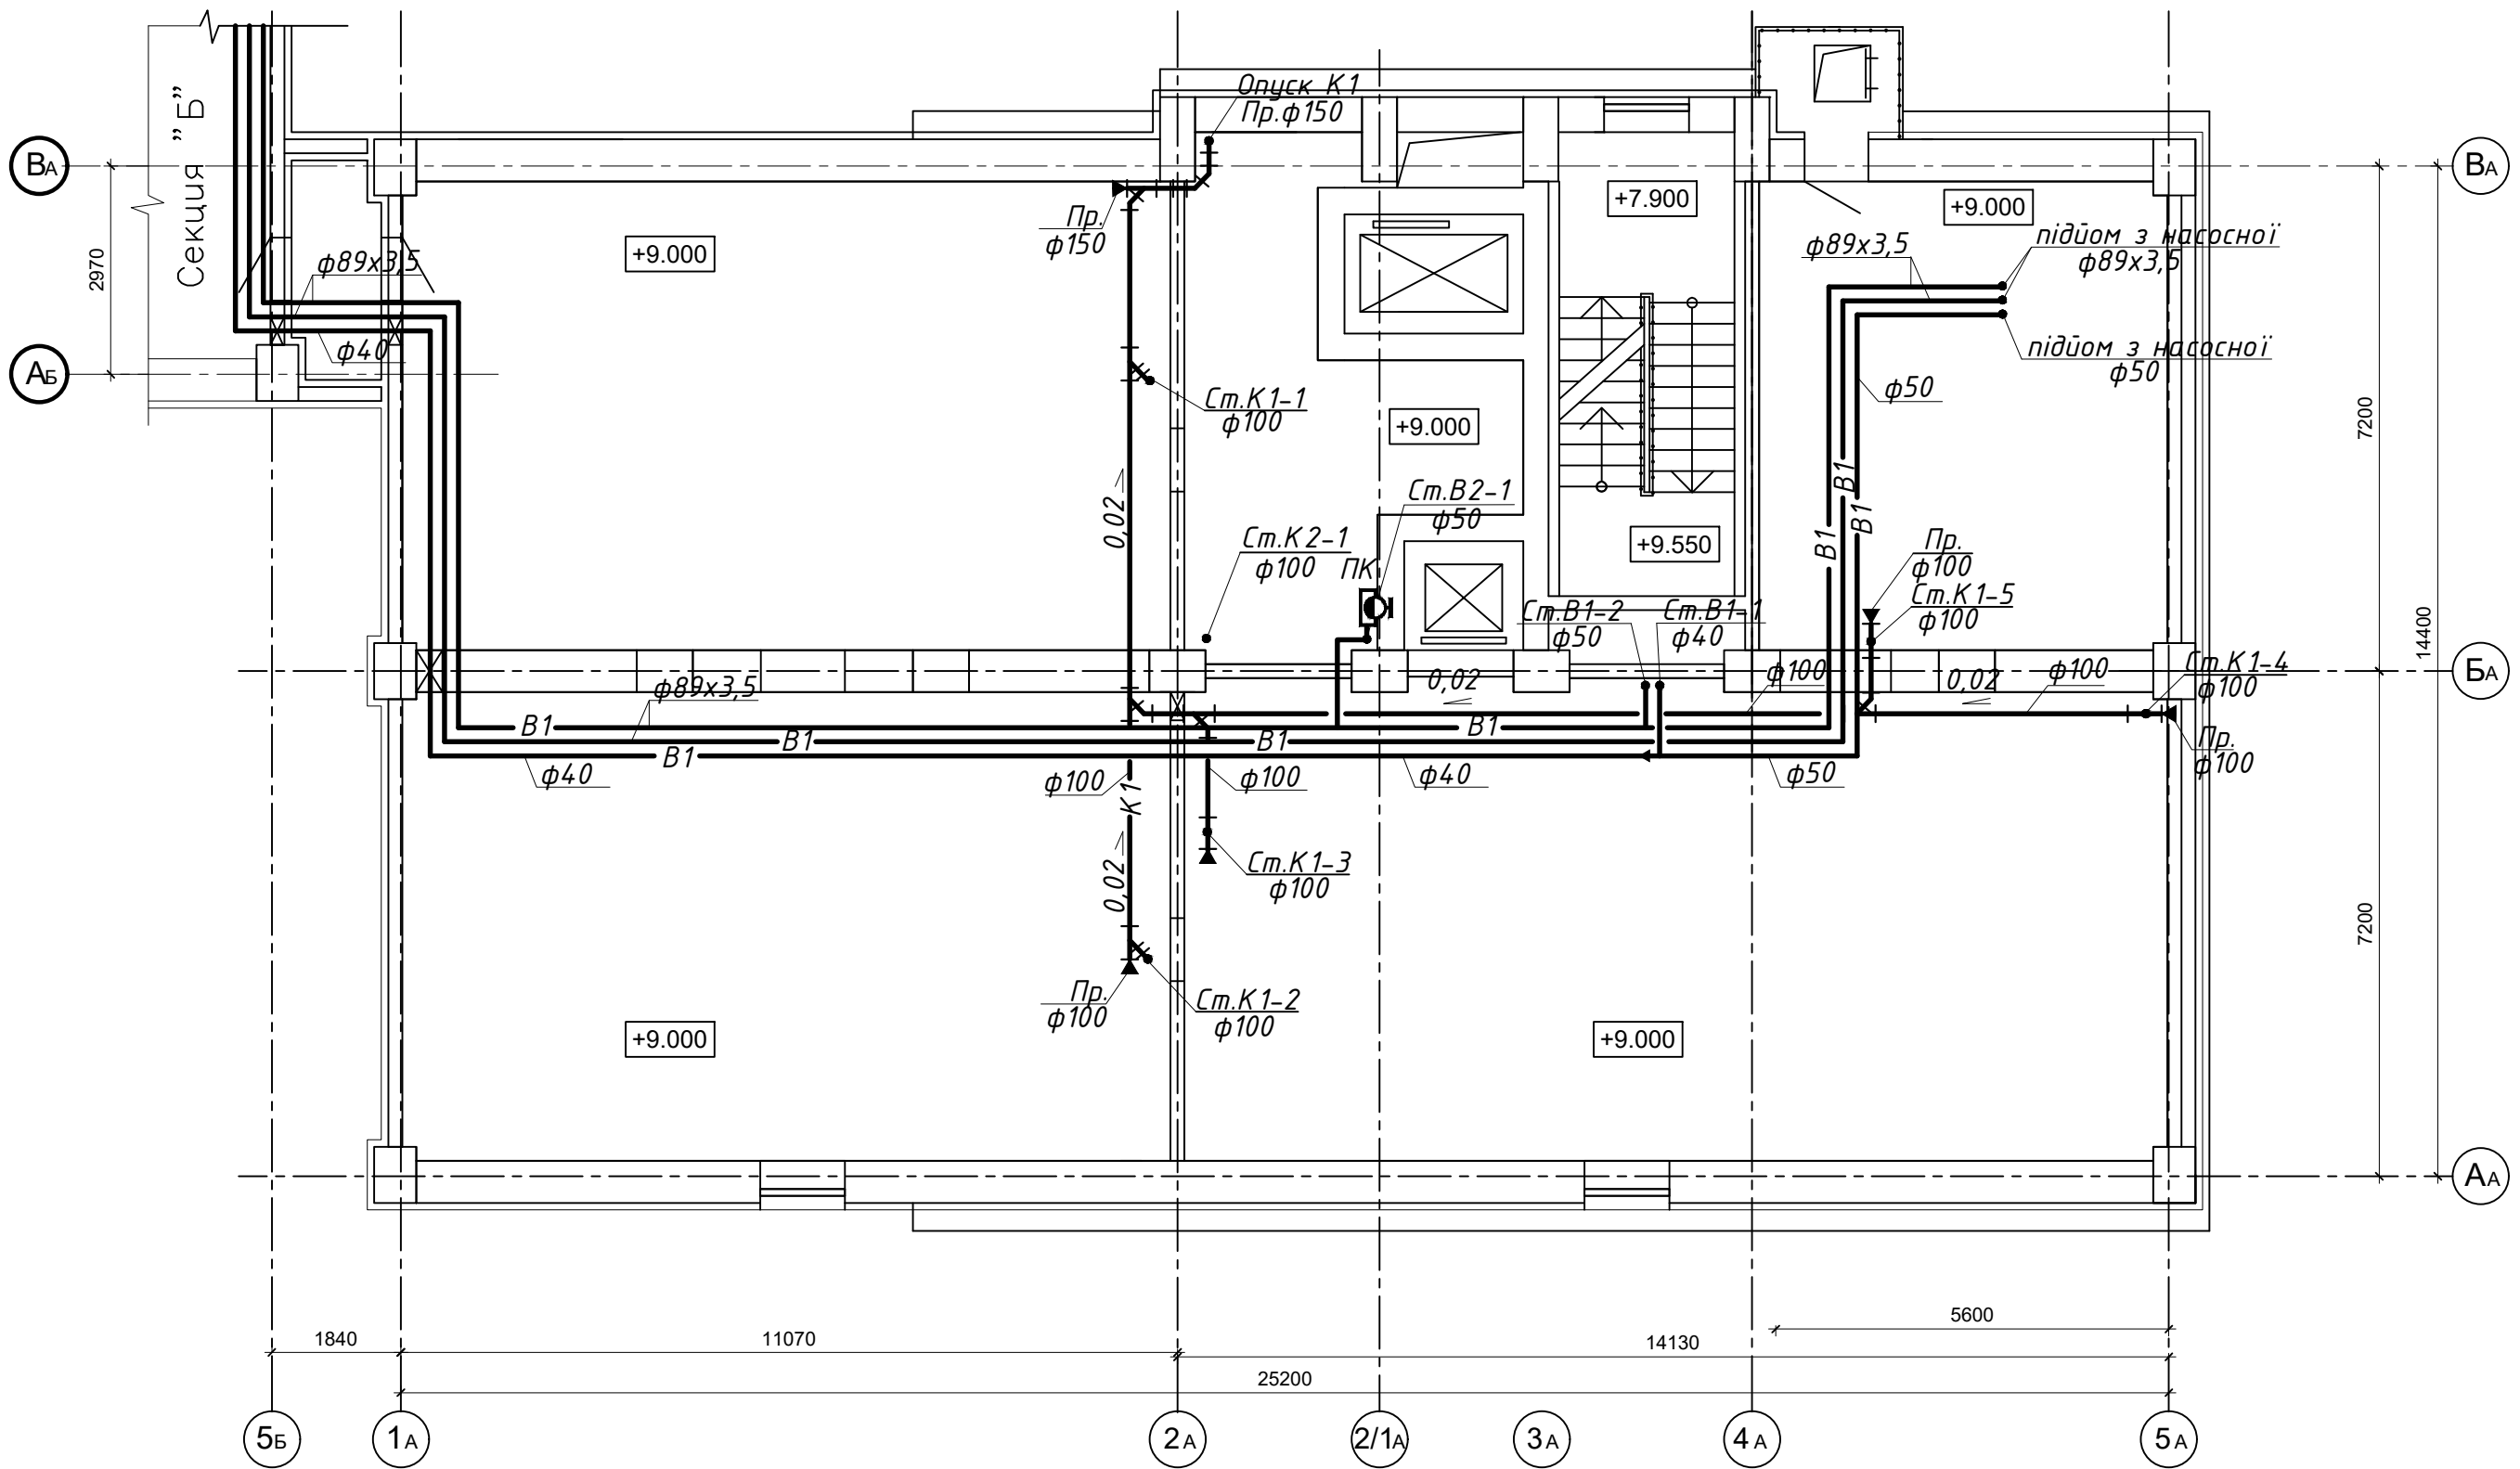 Опуск К1
Пр.ф150
Секция "Б"
ВА
ВА
+7.900
+9.000
Пр.
ф150
підйом з насосної
ф89х3,5
ф89х3,5
+9.000
ф89х3,5
2970
ф40
підйом з насосної
ф50
АБ
ф50
Ст.К1-1
ф100
+9.000
7200
В1
В1
В1
Ст.В2-1
ф50
0,02
Ст.К2-1
ф100
ПК
+9.550
Пр.
ф100
Ст.К1-5
ф100
Ст.В1-2
ф50
Ст.В1-1
ф40
14400
БА
ф89х3,5
0,02
ф100
0,02
ф100
Ст.К1-4
ф100
В1
В1
В1
В1
В1
Пр.
ф100
ф40
ф100
К1
ф100
ф40
ф50
0,02
Ст.К1-3
ф100
7200
Пр.
ф100
Ст.К1-2
ф100
+9.000
+9.000
АА
5600
1840
11070
14130
25200
5Б
1А
2А
2/1А
3А
4А
5А